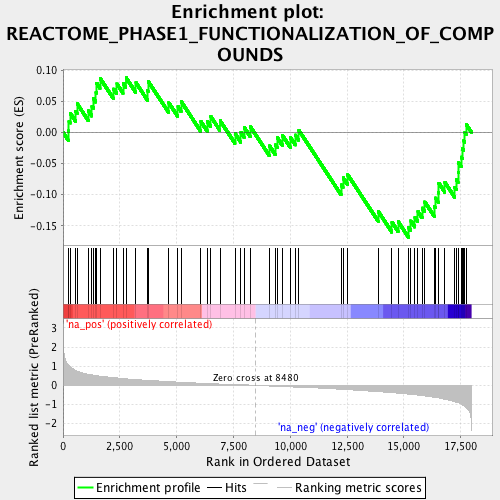 Enrichment plot:
REACTOME_PHASE1_FUNCTIONALIZATION_OF_COMP
OUNDS
Enrichment score (ES)
0.10
0.05
0.00
-0.05
-0.10
-0.15
'na_pos' (positively correlated)
Ranked list metric (PreRanked)
3
2
1
0
-1
-2
Zero cross at 8480
'na_neg' (negatively correlated)
0
2,500
5,000
7,500
10,000
12,500
15,000
17,500
Rank in Ordered Dataset
Enrichment profile
Hits
Ranking metric scores